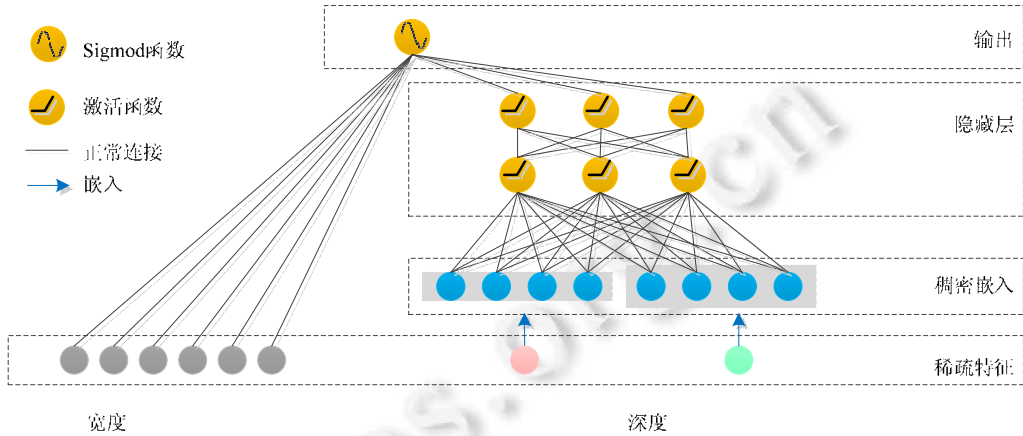 Sigmod函数
激活函数
正常连接
嵌入
输出
隐藏层
稠密嵌入
稀疏特征
宽度
深度